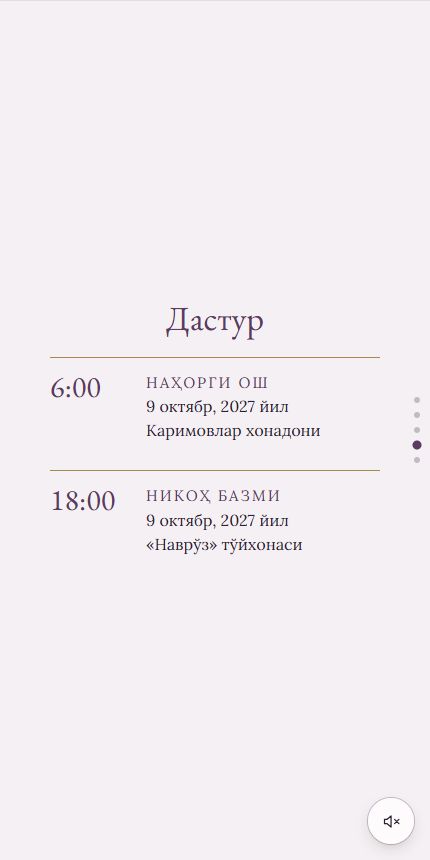 Дастур
6:00
НАҲОРГИ ОШ
9 октябр, 2027 йил
Каримовлар хонадони
18:00
НИКОҲ БАЗМИ
9 октябр, 2027 йил
«Наврўз» тўйхонаси